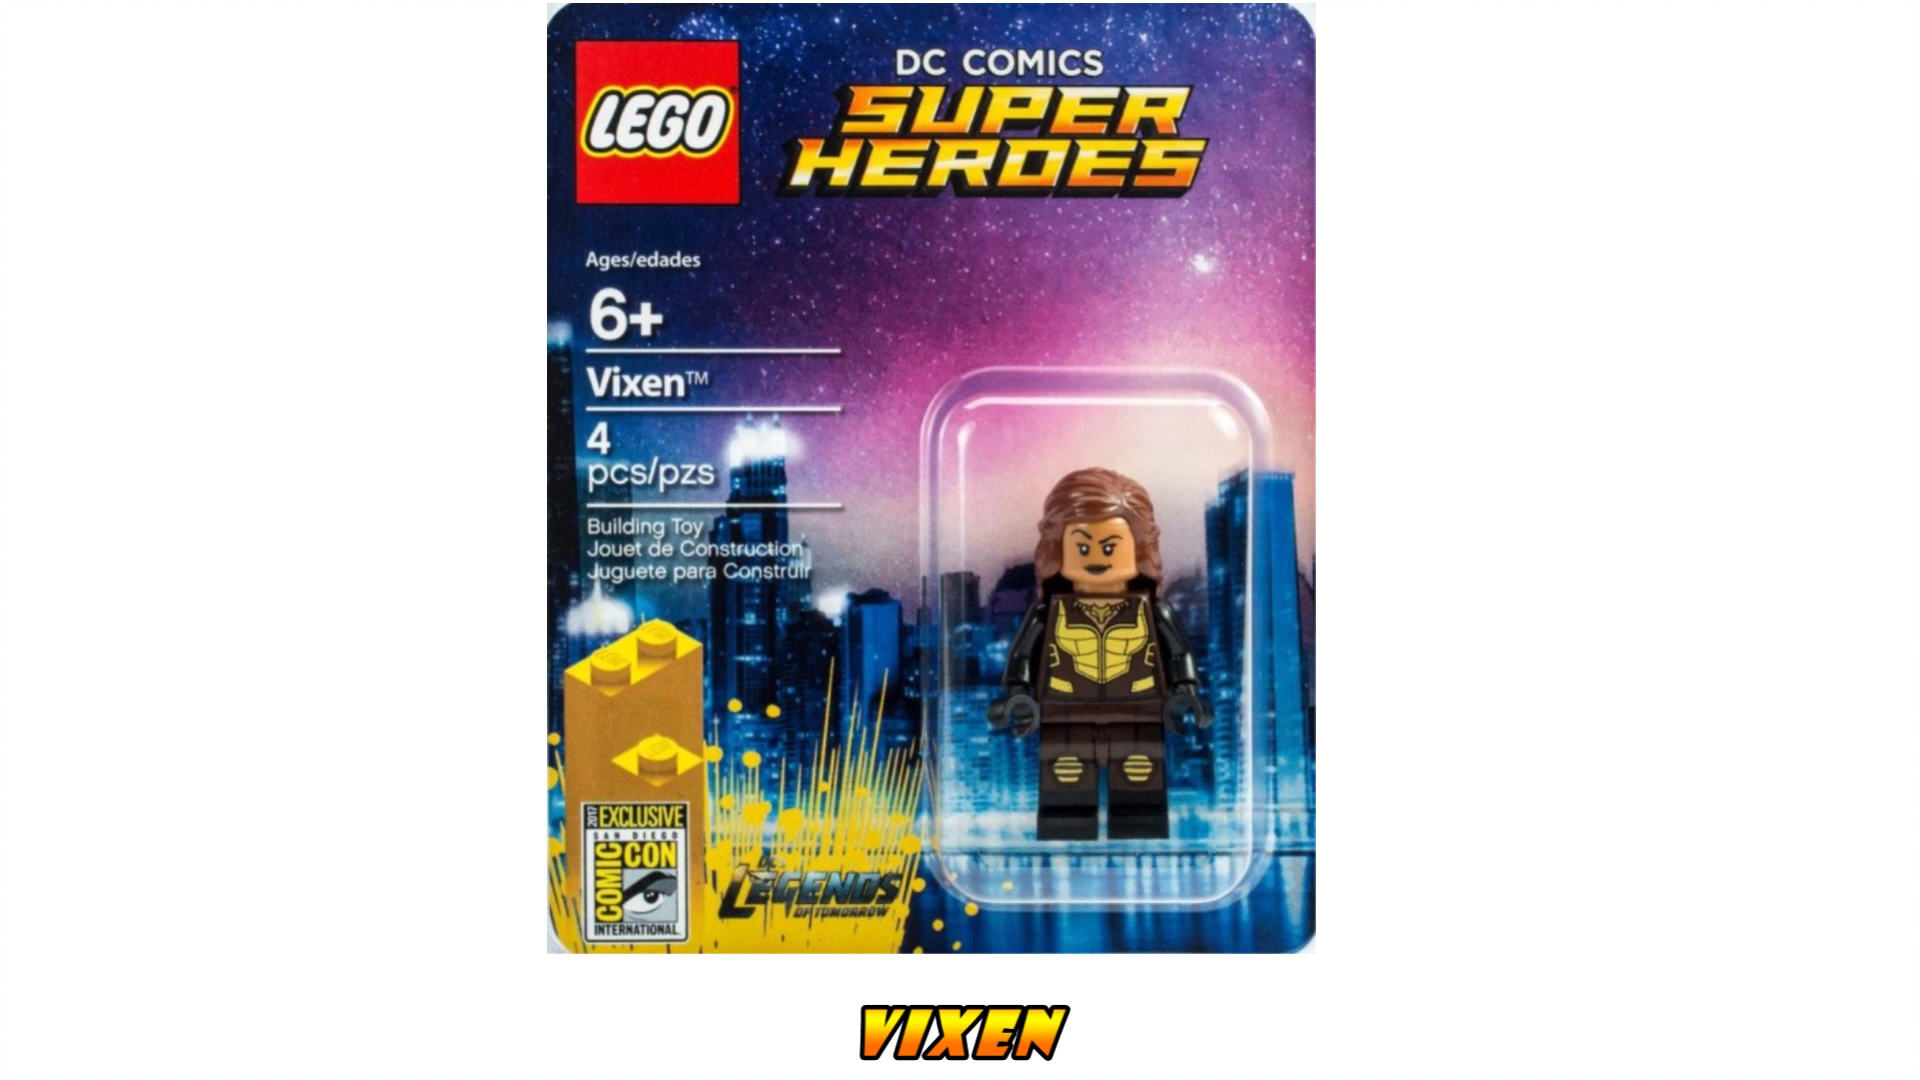 LEGO
DC COMICS
SUPER
HEROES
Ages/edades
6+
Vixen™
4
pcs/pzs
Building Toy
Jouet de Construction
Juguete para Construir
2017 EXCLUSIVE
SAN DIEGO
COMIC CON
INTERNATIONAL
DC
LEGENDS
OF TOMORROW
VIXEN